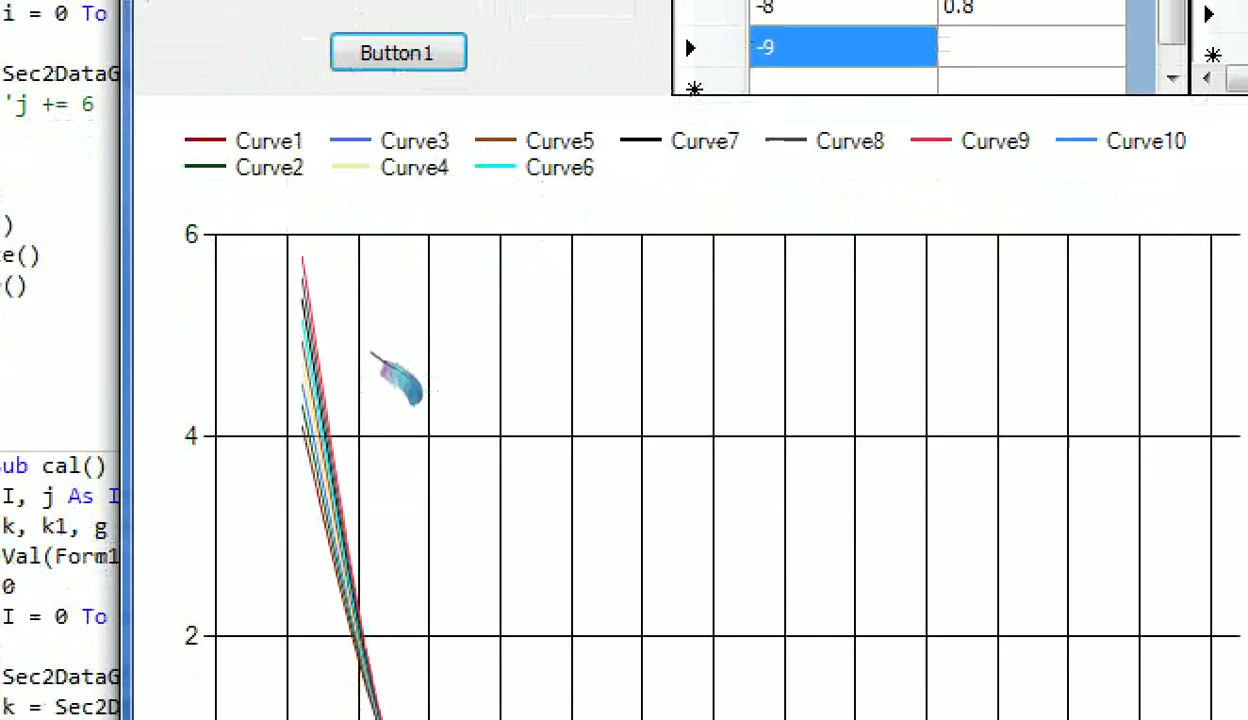 i = 0 To
-8 0.8
-9
Button1
Sec2DataG
'j += 6
Curve1 Curve3 Curve5 Curve7 Curve8 Curve9 Curve10
Curve2 Curve4 Curve6
)
6
te()
()
4
ub cal()
I, j As I
k, k1, g
Val(Form1
0
I = 0 To
2
Sec2DataG
k = Sec2D